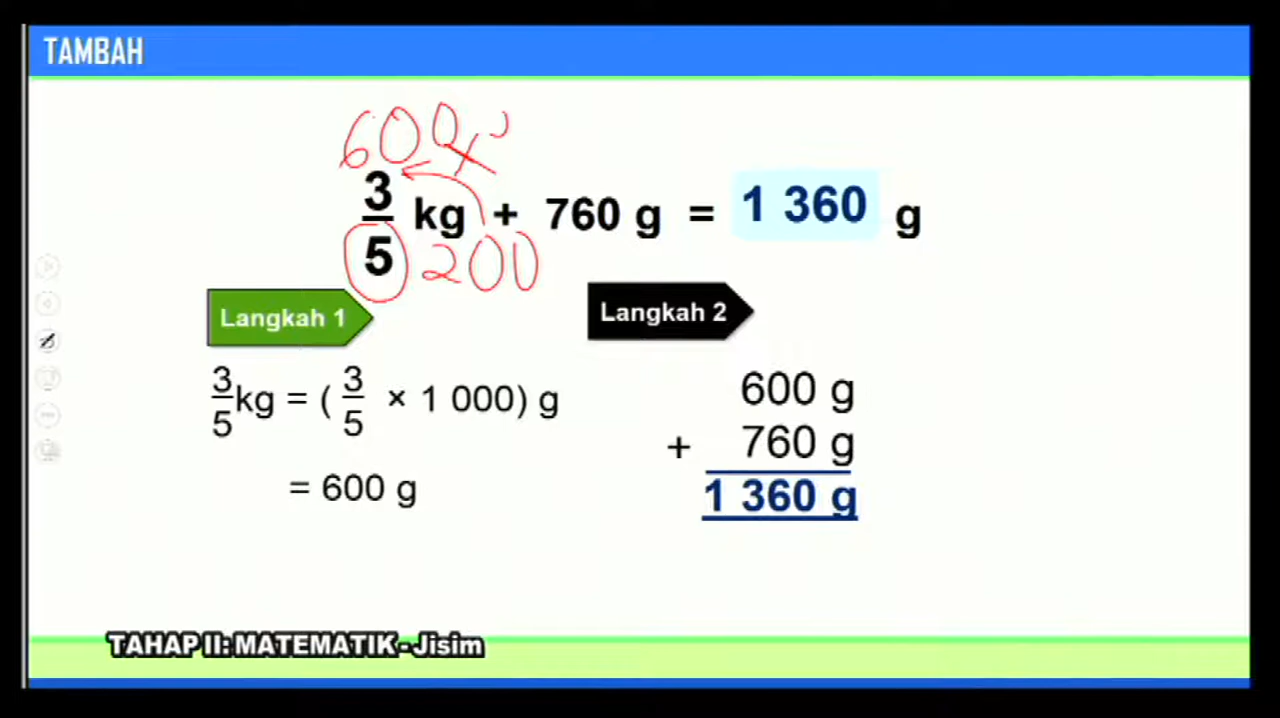 TAMBAH
600
3/5 kg + 760 g = 1 360 g
200
Langkah 1
Langkah 2
3/5 kg = ( 3/5 × 1 000) g
= 600 g
600 g
+ 760 g
1 360 g
TAHAP II: MATEMATIK - Jisim